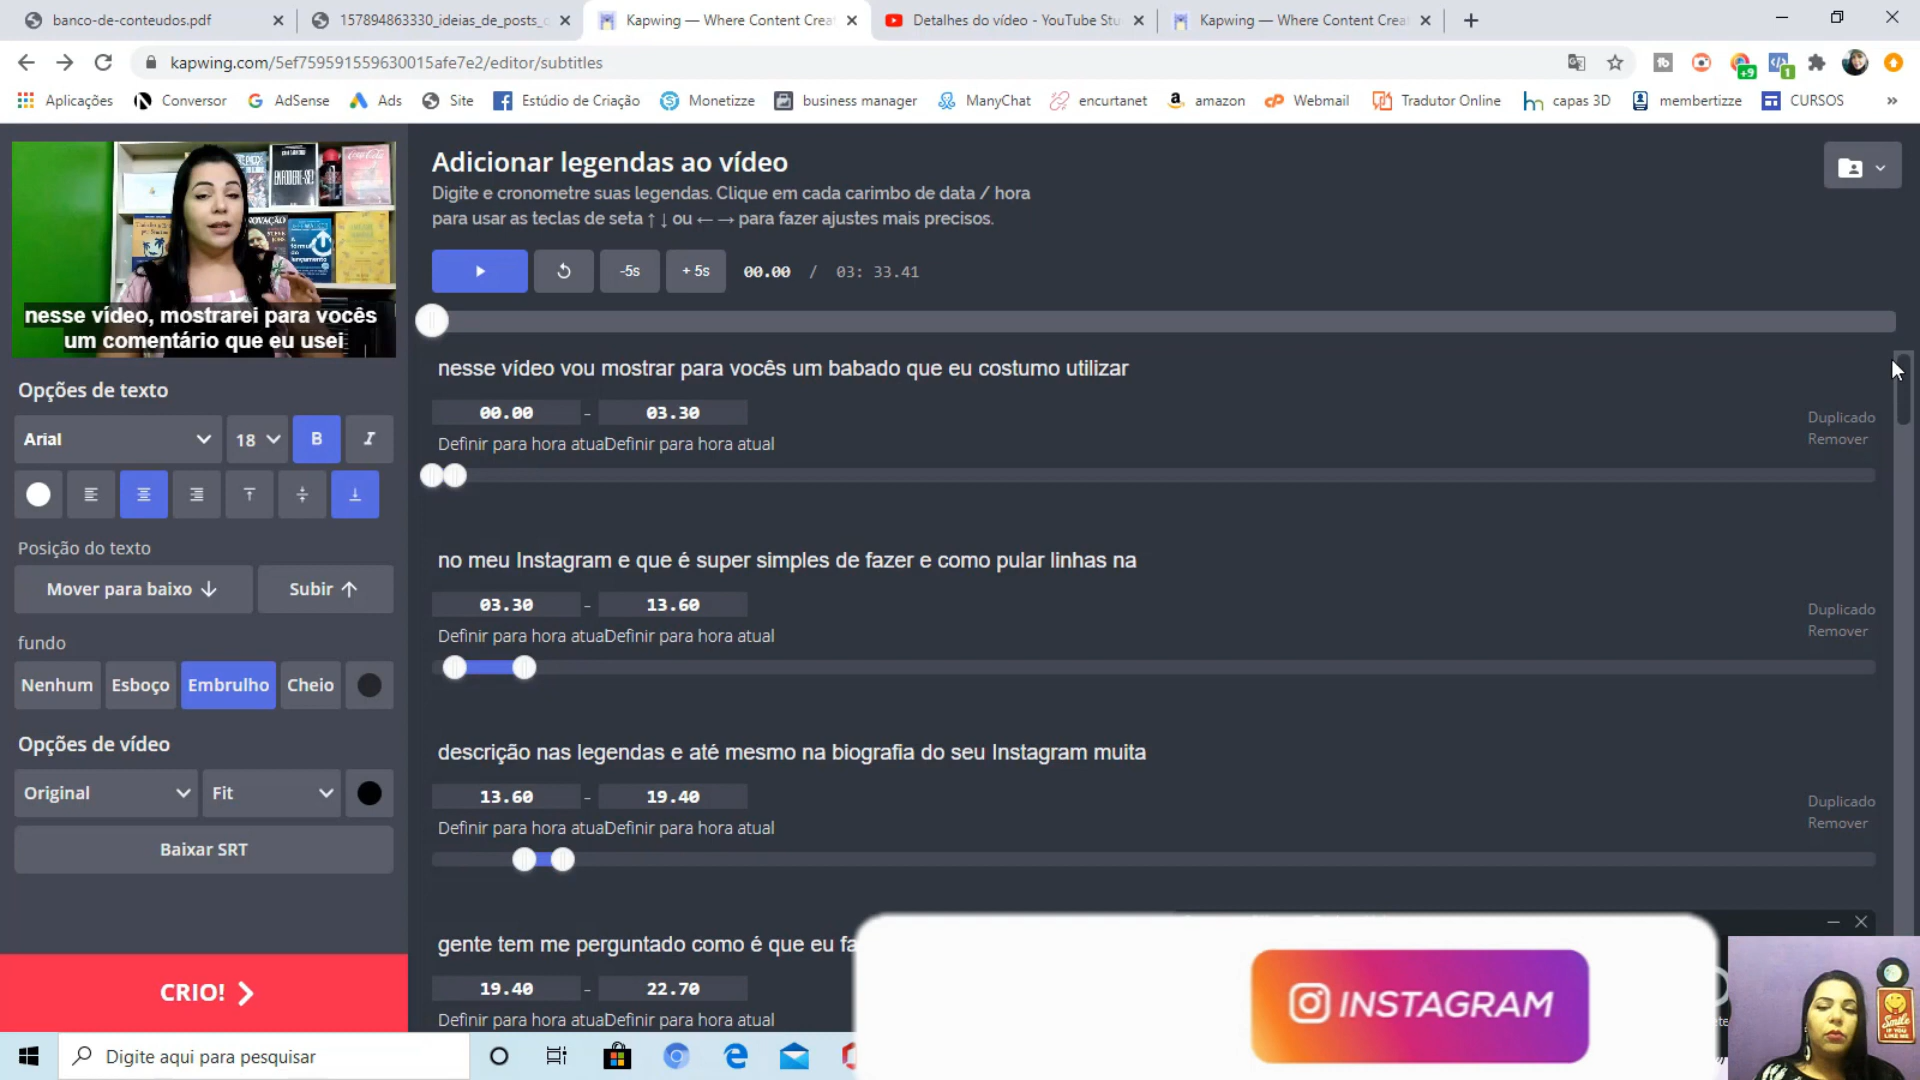 banco-de-conteudos.pdf
157894863330_ideias_de_posts_
Kapwing — Where Content Crea
Detalhes do vídeo - YouTube Stu
Kapwing — Where Content Crea
kapwing.com/5ef759591559630015afe7e2/editor/subtitles
+9
1
Aplicações
Conversor
AdSense
Ads
Site
Estúdio de Criação
Monetizze
business manager
ManyChat
encurtanet
amazon
Webmail
Tradutor Online
capas 3D
membertizze
CURSOS
»
nesse vídeo, mostrarei para vocês
um comentário que eu usei
Adicionar legendas ao vídeo
Digite e cronometre suas legendas. Clique em cada carimbo de data / hora
para usar as teclas de seta ↑ ↓ ou ← → para fazer ajustes mais precisos.
-5s
+ 5s
00.00 / 03: 33.41
nesse vídeo vou mostrar para vocês um babado que eu costumo utilizar
00.00 - 03.30
Duplicado
Remover
Definir para hora atuaDefinir para hora atual
no meu Instagram e que é super simples de fazer e como pular linhas na
03.30 - 13.60
Duplicado
Remover
Definir para hora atuaDefinir para hora atual
descrição nas legendas e até mesmo na biografia do seu Instagram muita
13.60 - 19.40
Duplicado
Remover
Definir para hora atuaDefinir para hora atual
gente tem me perguntado como é que eu fa
19.40 - 22.70
Definir para hora atuaDefinir para hora atual
Opções de texto
Arial
18
B
I
Posição do texto
Mover para baixo ↓
Subir ↑
fundo
Nenhum
Esboço
Embrulho
Cheio
Opções de vídeo
Original
Fit
Baixar SRT
CRIO!
INSTAGRAM
Digite aqui para pesquisar